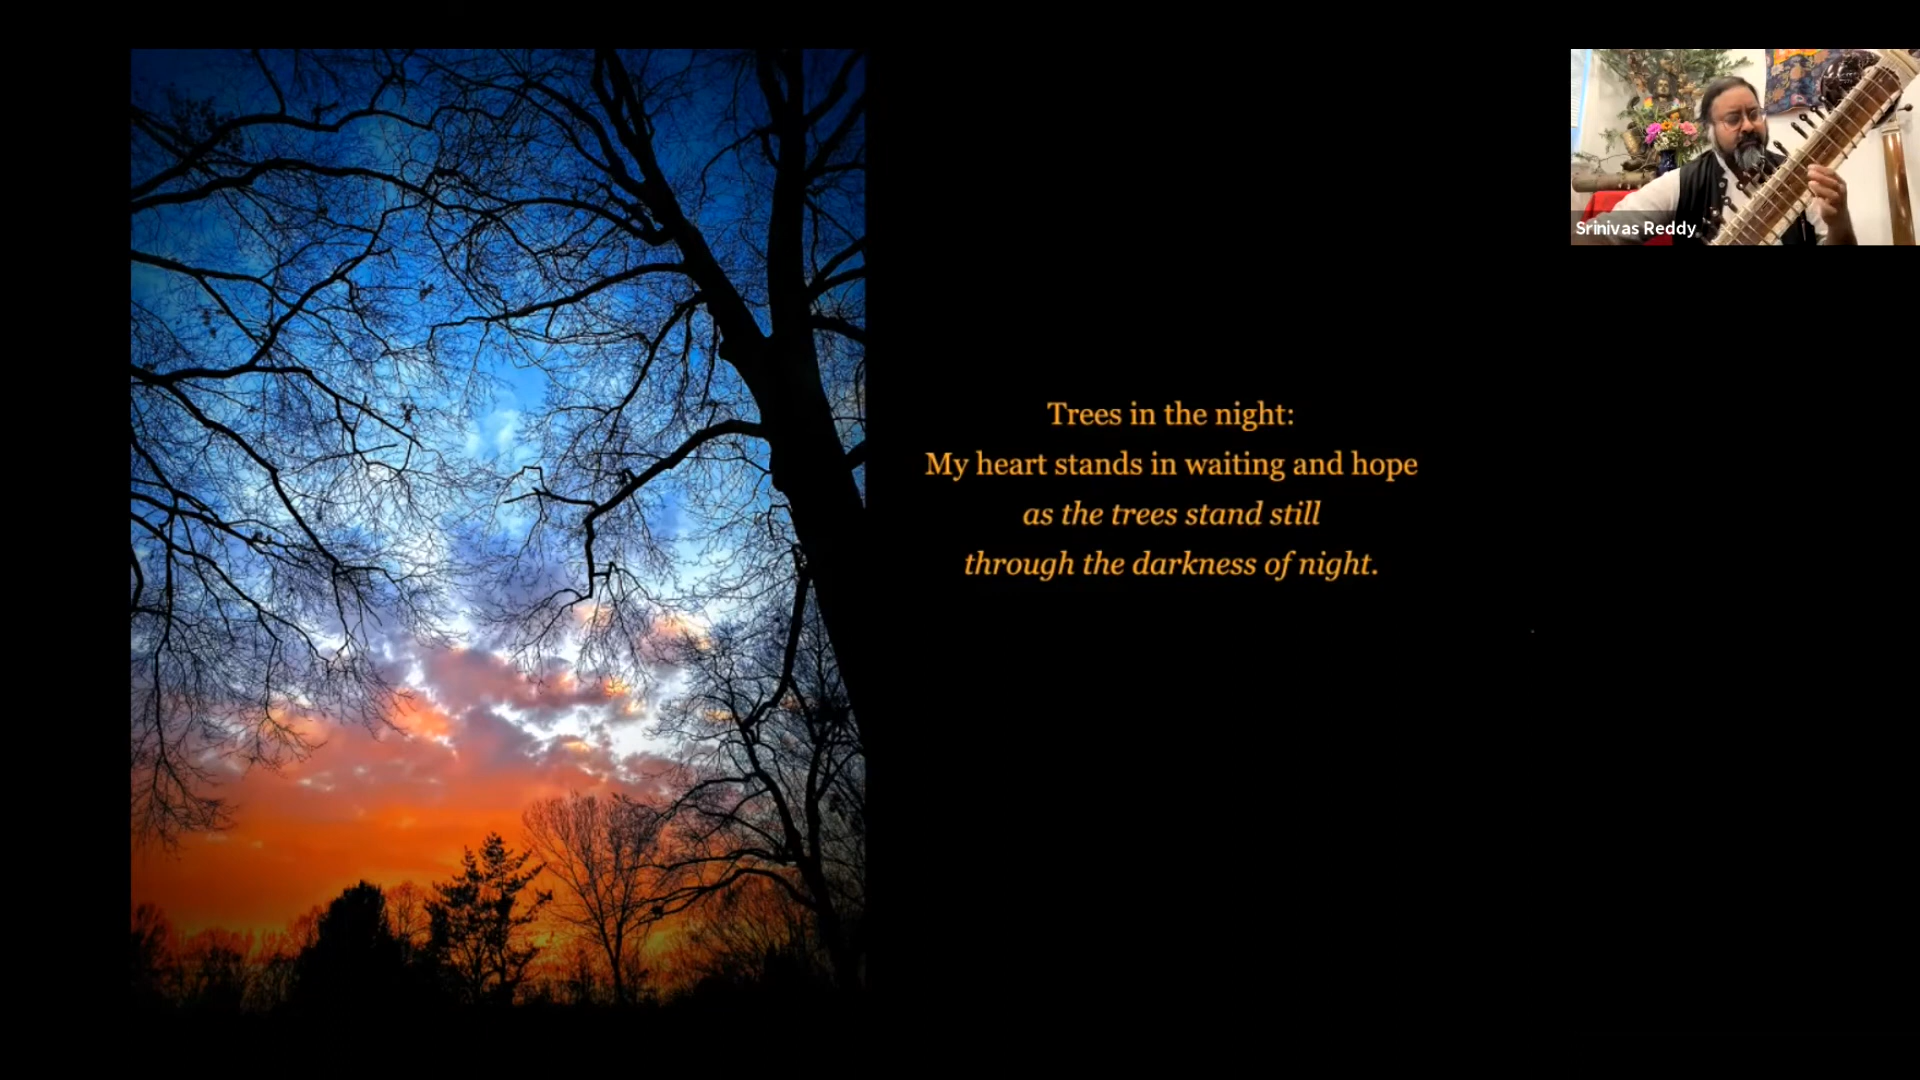 Trees in the night:
My heart stands in waiting and hope
as the trees stand still
through the darkness of night.
Srinivas Reddy